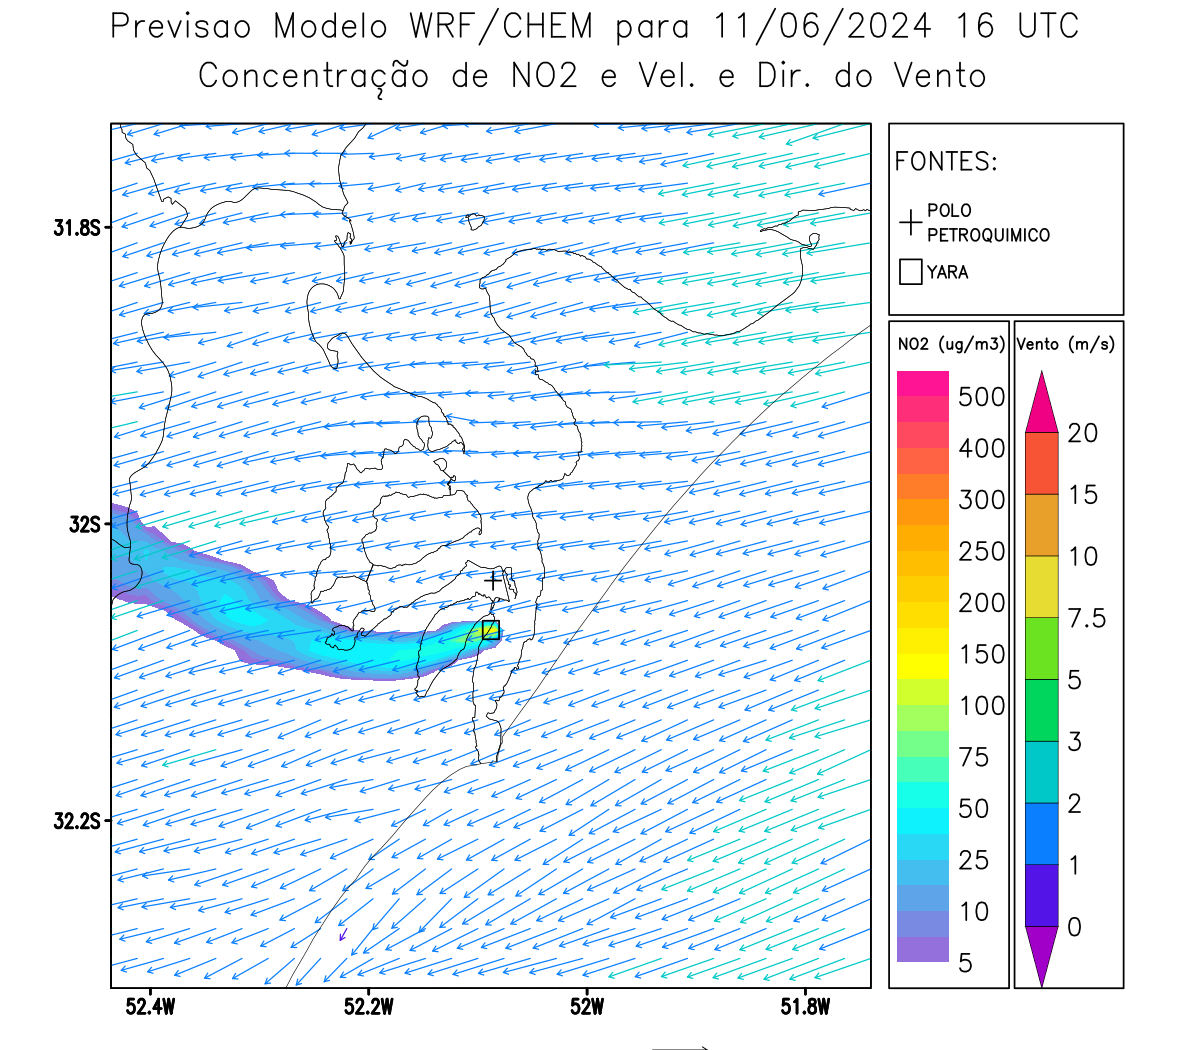 Previsao Modelo WRF/CHEM para 11/06/2024 16 UTC
Concentração de NO2 e Vel. e Dir. do Vento
FONTES:
POLO
PETROQUIMICO
YARA
NO2 (ug/m3)
500
400
300
250
200
150
100
75
50
25
10
5
Vento (m/s)
20
15
10
7.5
5
3
2
1
0
31.8S
32S
32.2S
52.4W
52.2W
52W
51.8W